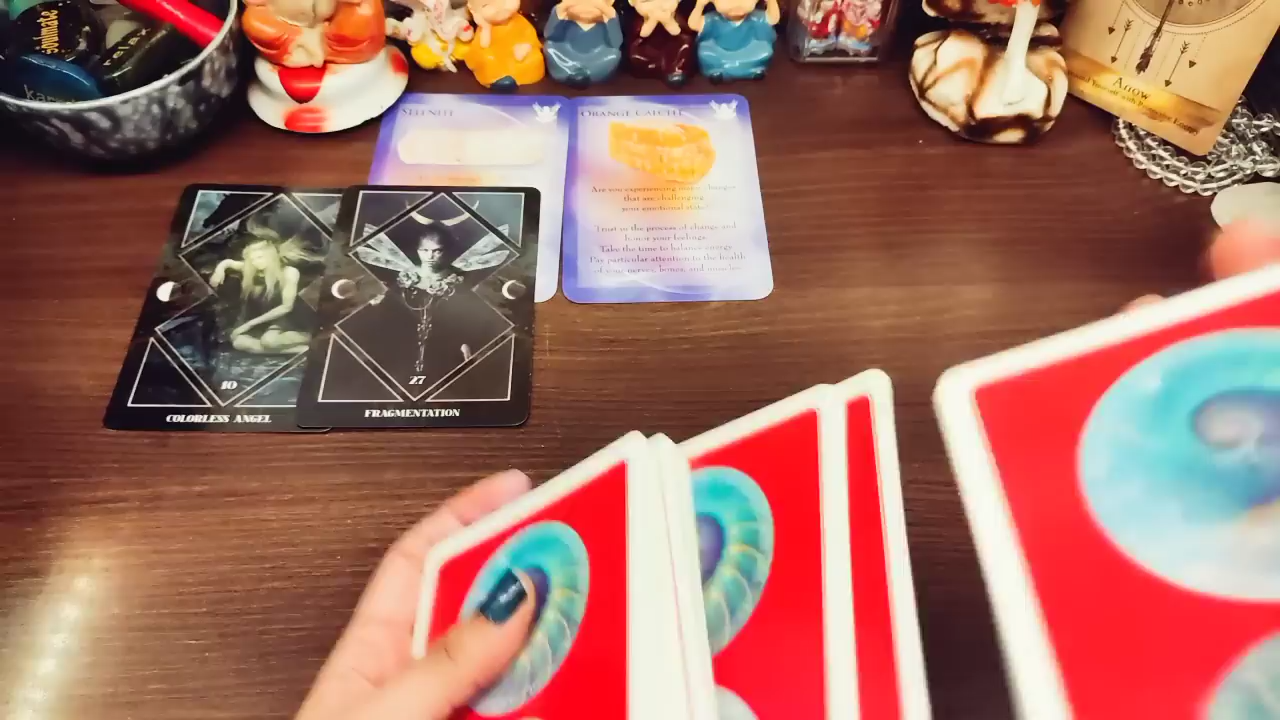 soulmate
relax
Arrow
SELENITE
ORANGE CALCITE
Are you experiencing many changes
that are challenging
your emotional state?
Trust in the process of change and
honor your feelings.
Take the time to balance energy.
Pay particular attention to the health
of your nerves, bones, and muscles.
10
COLORLESS ANGEL
27
FRAGMENTATION